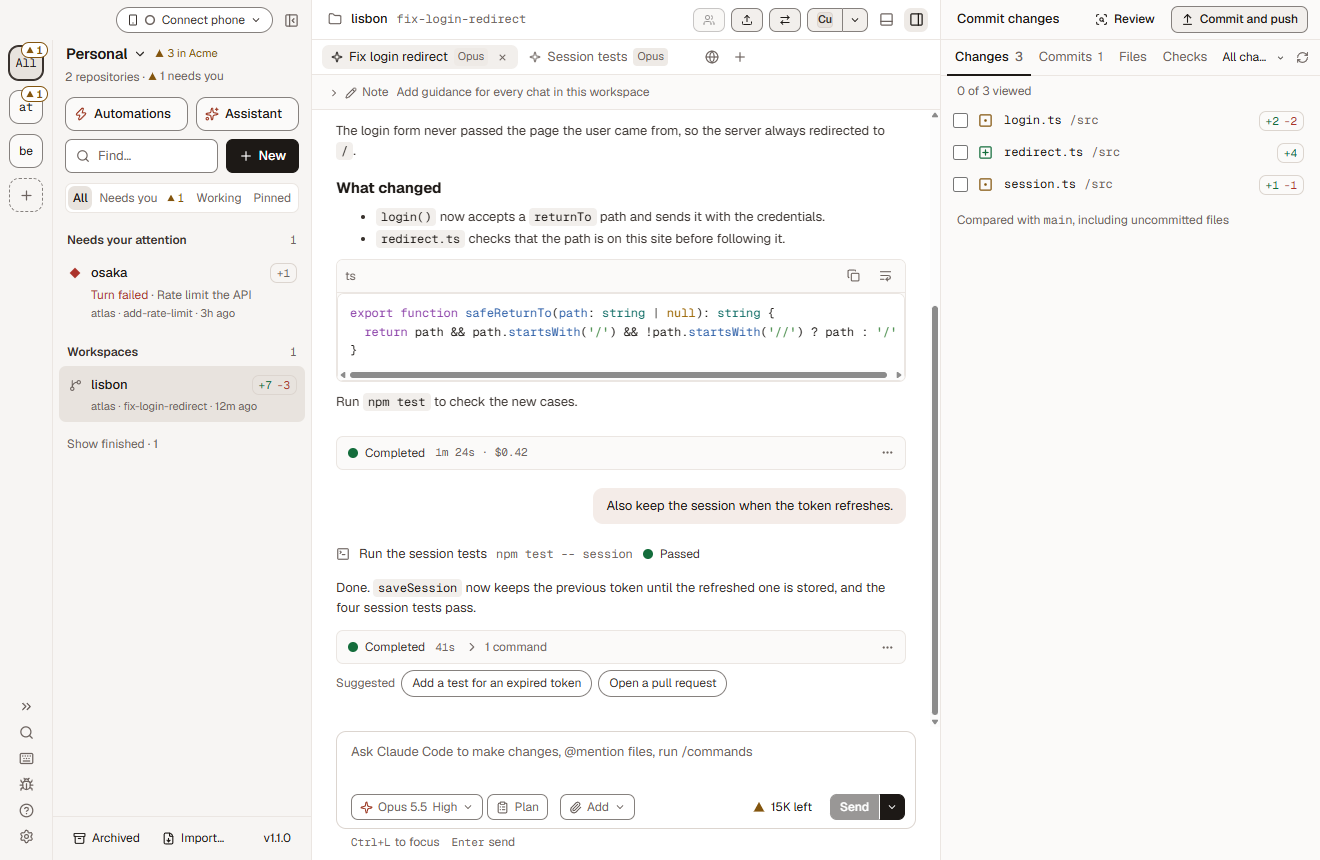 Connect phone
1
All
1
at
be
Personal
3 in Acme
2 repositories · 1 needs you
Automations
Assistant
Find...
New
All
Needs you 1
Working
Pinned
Needs your attention 1
osaka +1
Turn failed · Rate limit the API
atlas · add-rate-limit · 3h ago
Workspaces 1
lisbon +7 -3
atlas · fix-login-redirect · 12m ago
Show finished · 1
Archived
Import...
v1.1.0
lisbon fix-login-redirect
Cu
Fix login redirect Opus ×
Session tests Opus
Note Add guidance for every chat in this workspace
The login form never passed the page the user came from, so the server always redirected to
/ .
What changed
• login() now accepts a returnTo path and sends it with the credentials.
• redirect.ts checks that the path is on this site before following it.
ts
export function safeReturnTo(path: string | null): string {
return path && path.startsWith('/') && !path.startsWith('//') ? path : '/'
}
Run npm test to check the new cases.
Completed 1m 24s · $0.42
Also keep the session when the token refreshes.
Run the session tests npm test -- session Passed
Done. saveSession now keeps the previous token until the refreshed one is stored, and the
four session tests pass.
Completed 41s 1 command
Suggested
Add a test for an expired token
Open a pull request
Ask Claude Code to make changes, @mention files, run /commands
Opus 5.5 High
Plan
Add
15K left
Send
Ctrl+L to focus Enter send
Commit changes
Review
Commit and push
Changes 3
Commits 1
Files
Checks
All cha...
0 of 3 viewed
login.ts /src +2 -2
redirect.ts /src +4
session.ts /src +1 -1
Compared with main, including uncommitted files